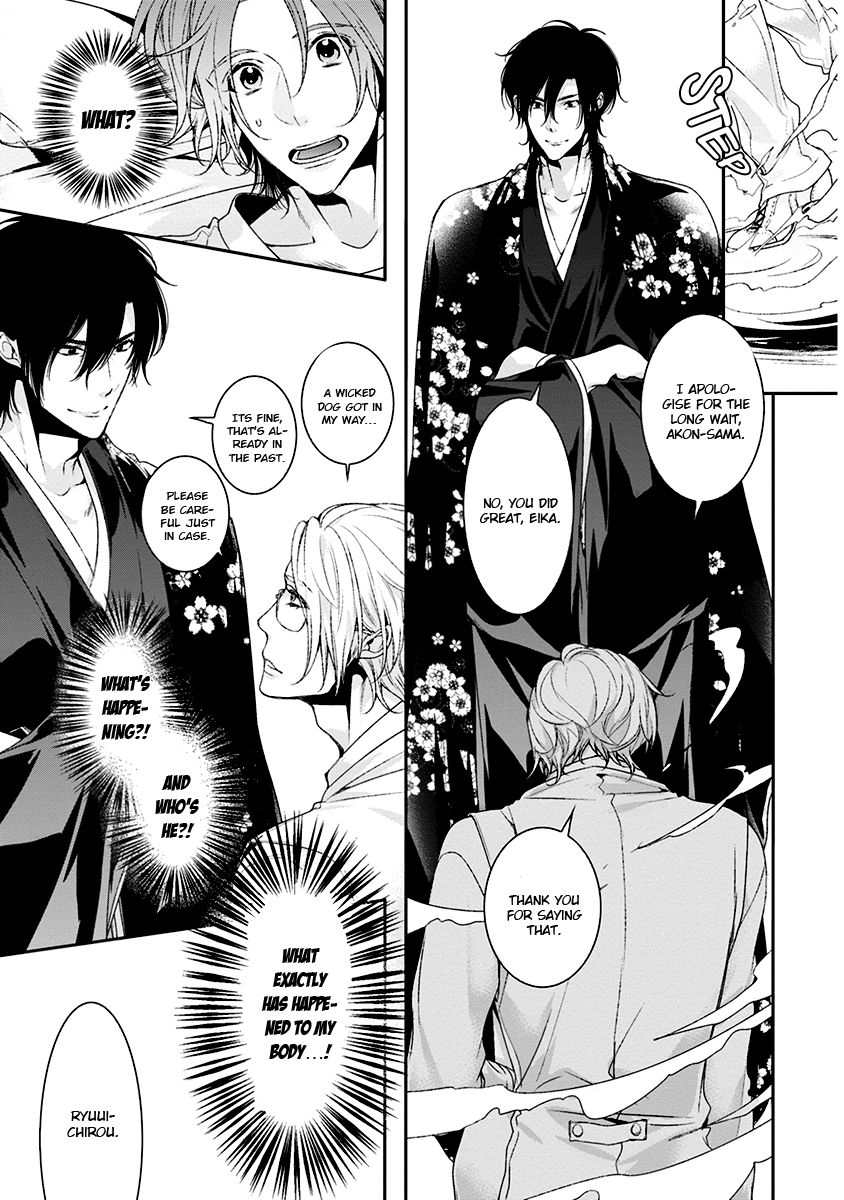 STEP
I APOLO-
GISE FOR THE
LONG WAIT,
AKON-SAMA.
NO, YOU DID
GREAT, EIKA.
THANK YOU
FOR SAYING
THAT.
WHAT?
A WICKED
DOG GOT IN
MY WAY...
ITS FINE,
THAT'S AL-
READY IN
THE PAST.
PLEASE
BE CARE-
FUL JUST
IN CASE.
WHAT'S
HAPPE-
NING?!
AND
WHO'S
HE?!
WHAT
EXACTLY
HAS HAPPE-
NED TO MY
BODY...!
RYUUI-
CHIROU.